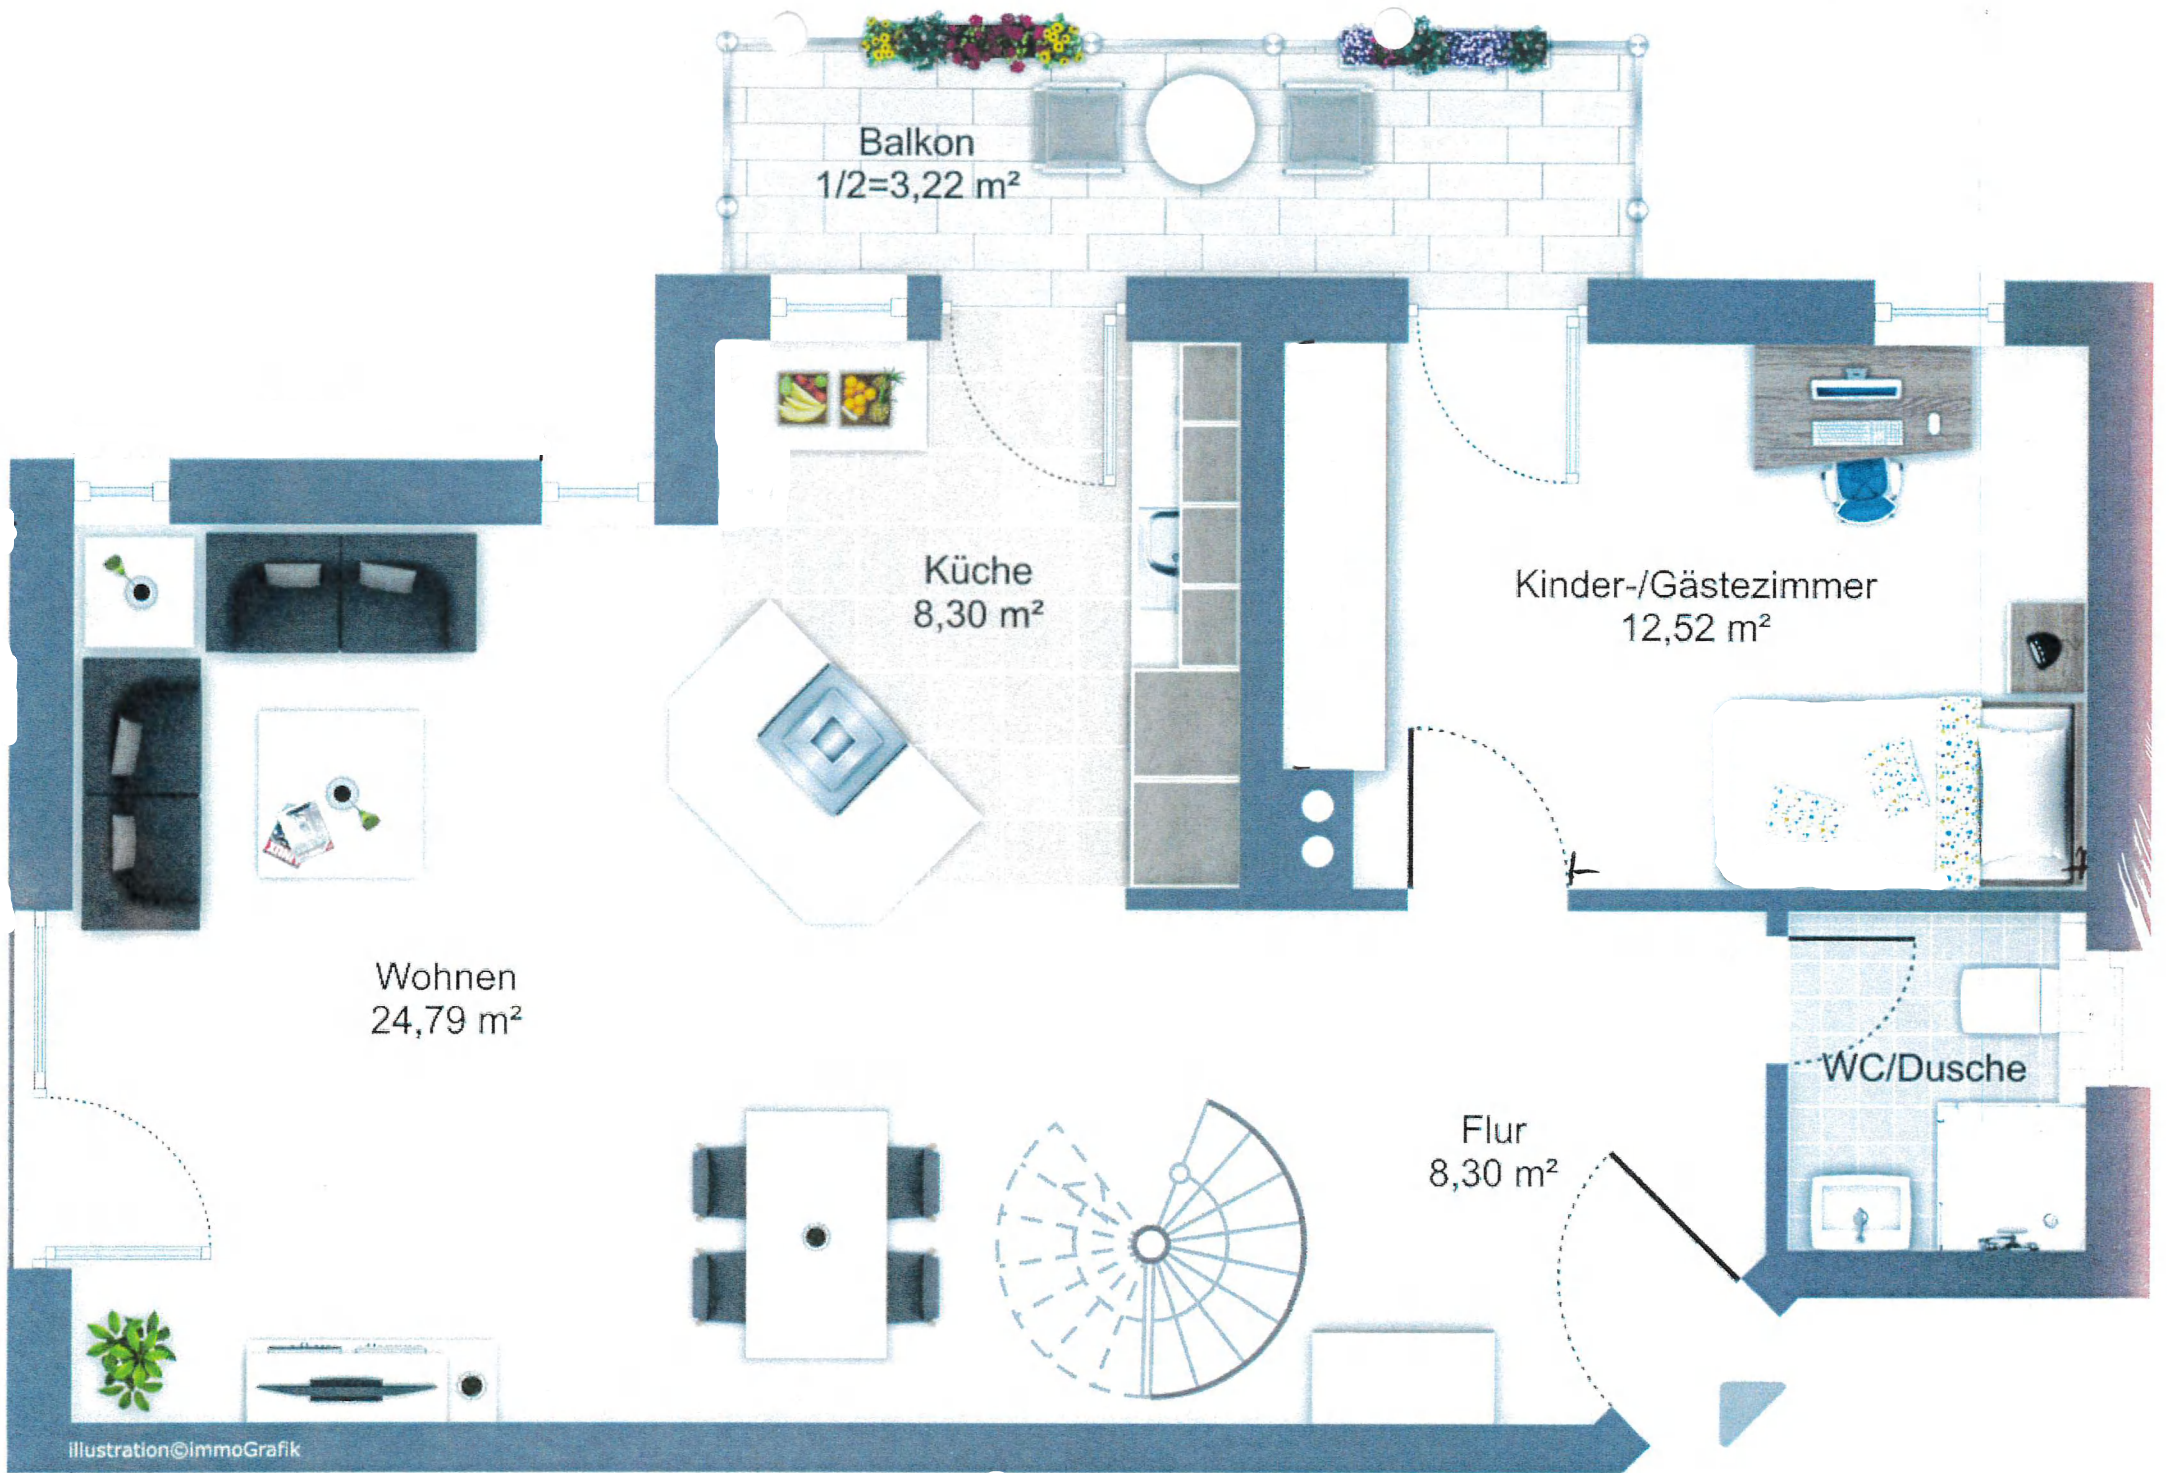 Balkon
1/2=3,22 m²
Küche
8,30 m²
Kinder-/Gästezimmer
12,52 m²
Wohnen
24,79 m²
WC/Dusche
Flur
8,30 m²
illustration©immoGrafik